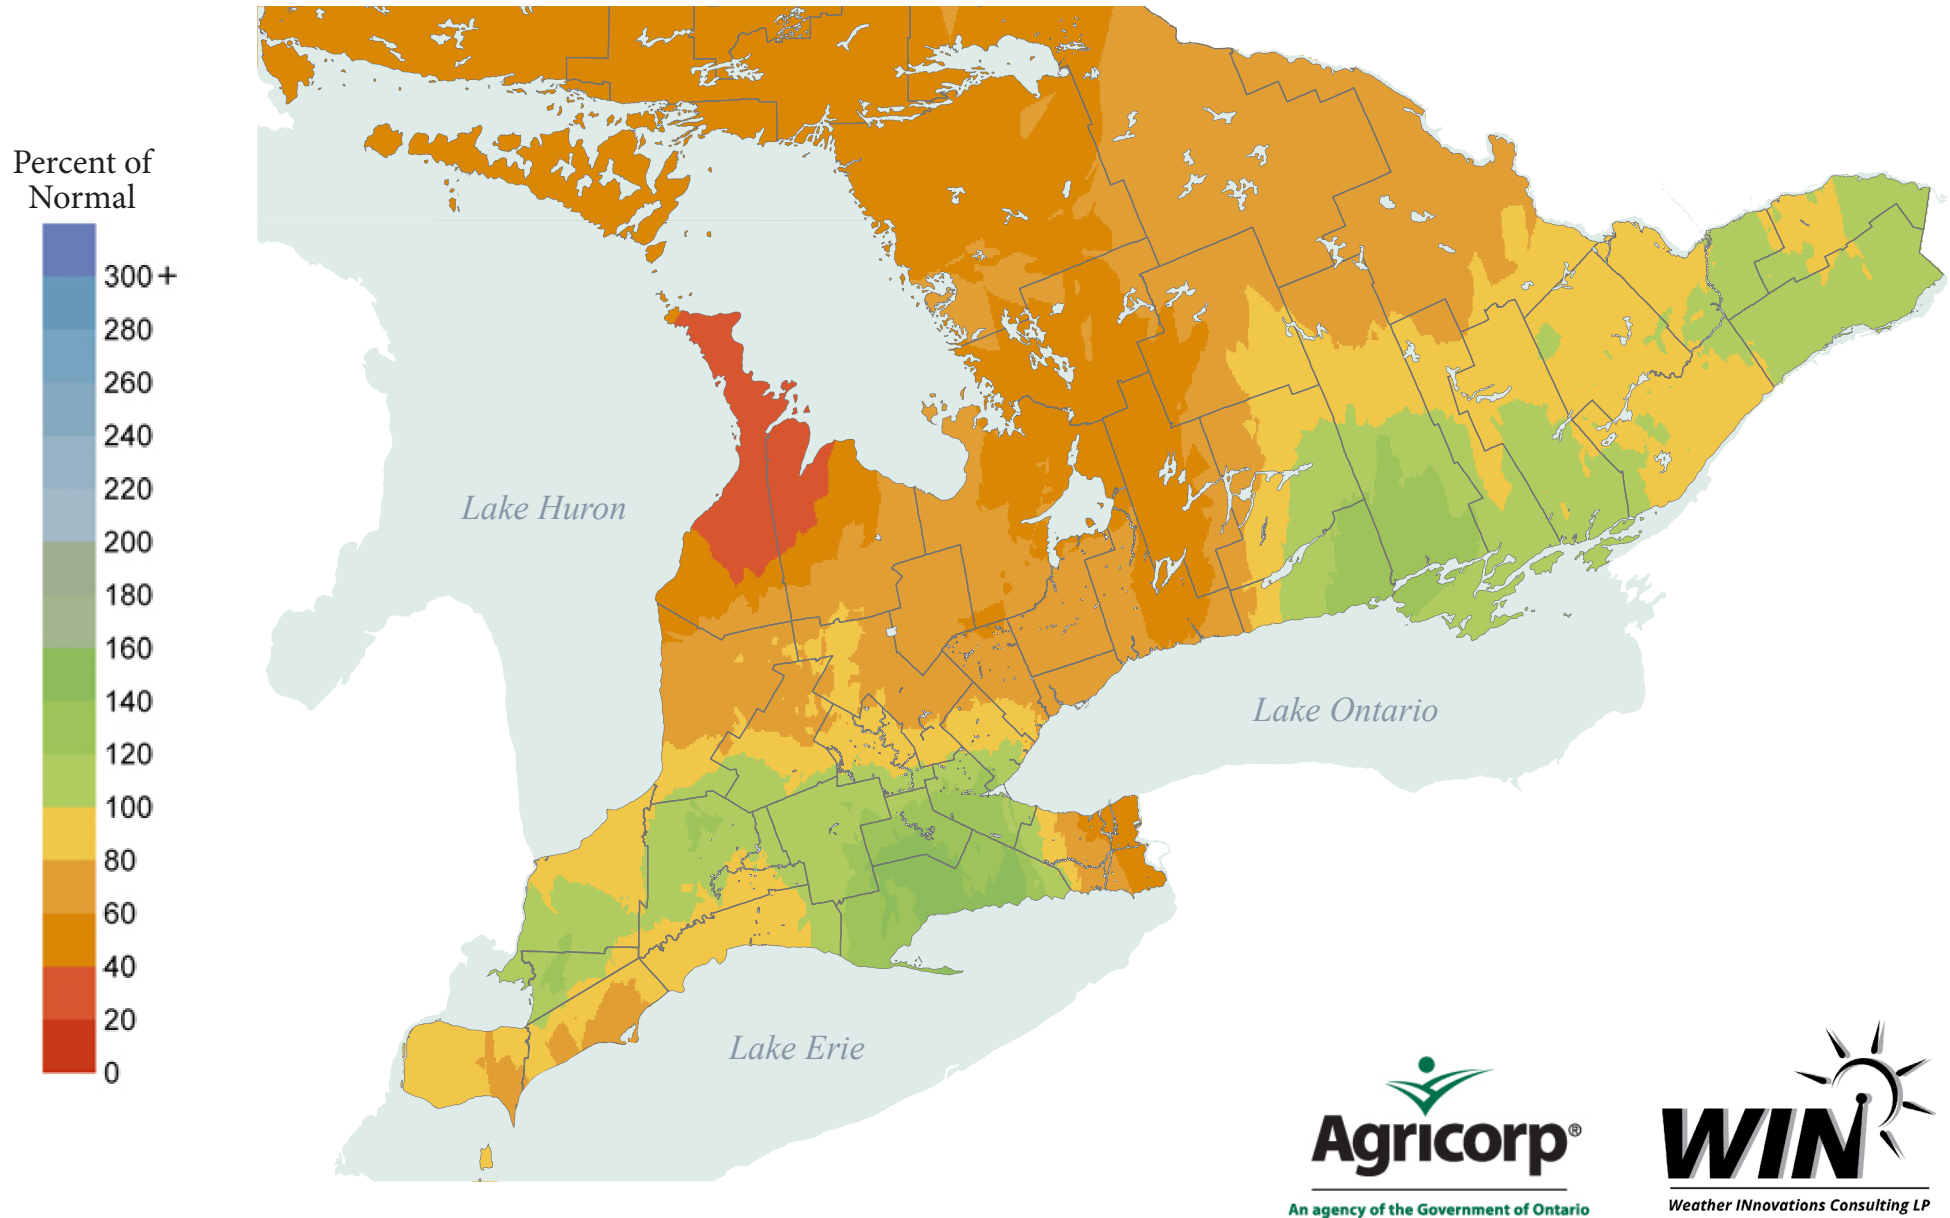 Percent of
Normal
300+
280
260
240
220
200
180
160
140
120
100
80
60
40
20
0
Lake Huron
Lake Ontario
Lake Erie
Agricorp®
An agency of the Government of Ontario
WIN
Weather INnovations Consulting LP